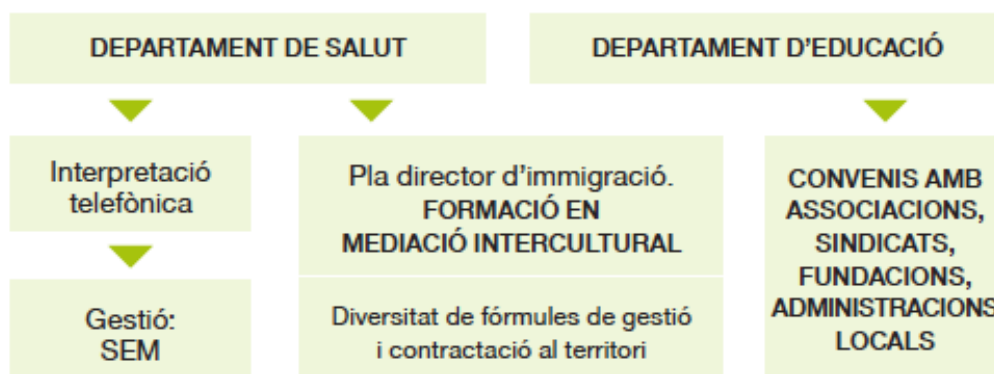 DEPARTAMENT DE SALUT
DEPARTAMENT D'EDUCACIÓ
Interpretació
telefònica
Gestió:
SEM
Pla director d'immigració.
FORMACIÓ EN
MEDIACIÓ INTERCULTURAL
Diversitat de fórmules de gestió
i contractació al territori
CONVENIS AMB
ASSOCIACIONS,
SINDICATS,
FUNDACIONS,
ADMINISTRACIONS
LOCALS